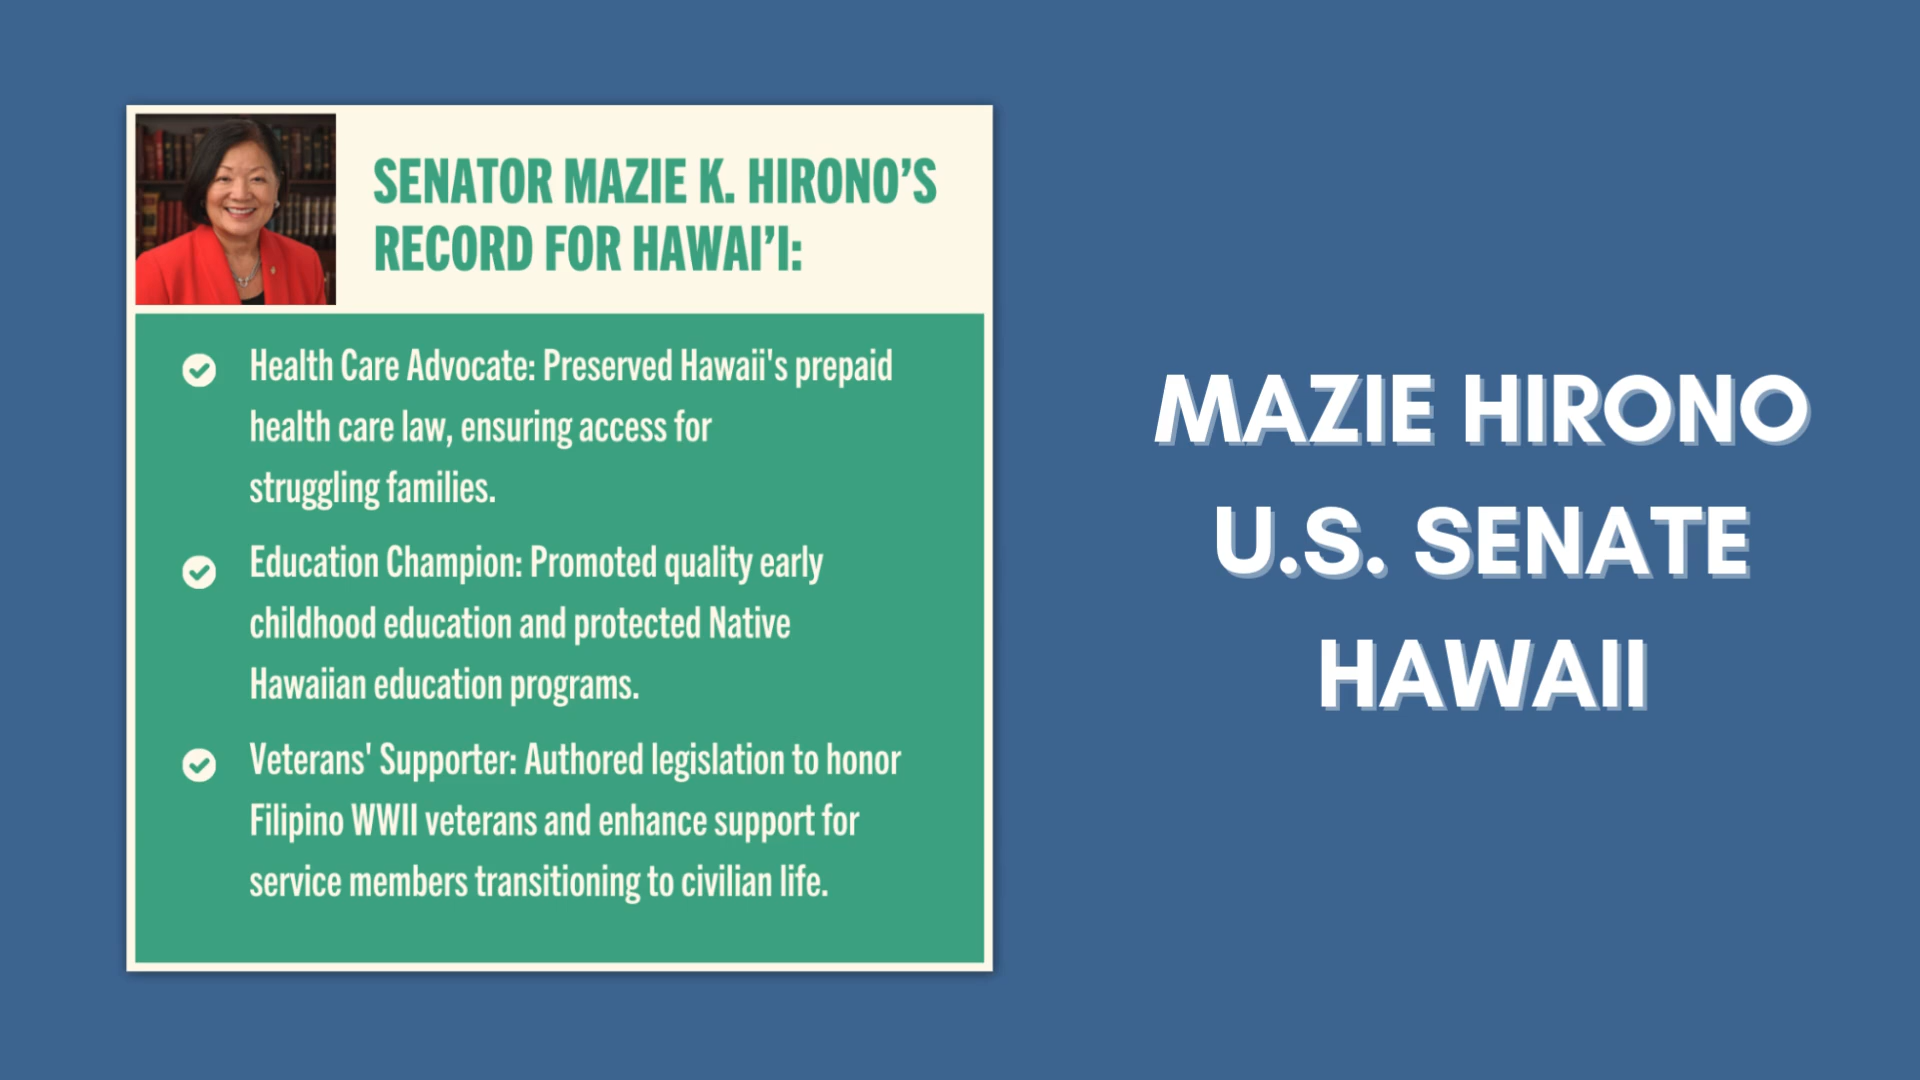 SENATOR MAZIE K. HIRONO’S
RECORD FOR HAWAI’I:
Health Care Advocate: Preserved Hawaii's prepaid
health care law, ensuring access for
struggling families.
Education Champion: Promoted quality early
childhood education and protected Native
Hawaiian education programs.
Veterans' Supporter: Authored legislation to honor
Filipino WWII veterans and enhance support for
service members transitioning to civilian life.
MAZIE HIRONO
U.S. SENATE
HAWAII